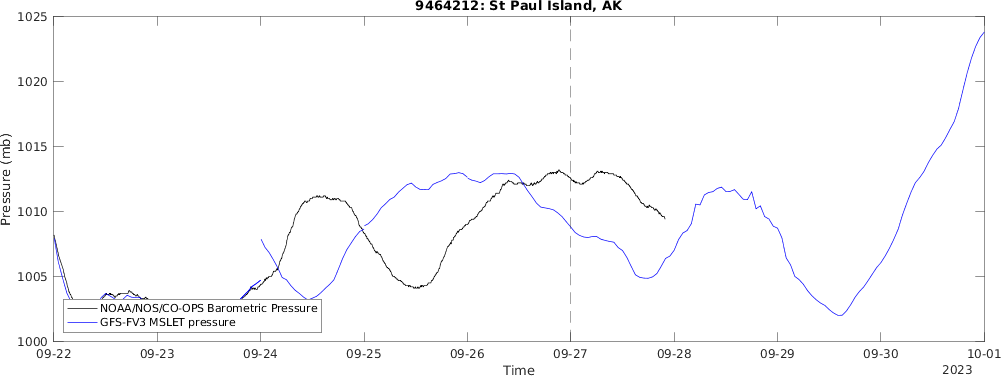 9464212: St Paul Island, AK
1025
1020
1015
1010
1005
1000
Pressure (mb)
NOAA/NOS/CO-OPS Barometric Pressure
GFS-FV3 MSLET pressure
09-22 09-23 09-24 09-25 09-26 09-27 09-28 09-29 09-30 10-01
Time
2023